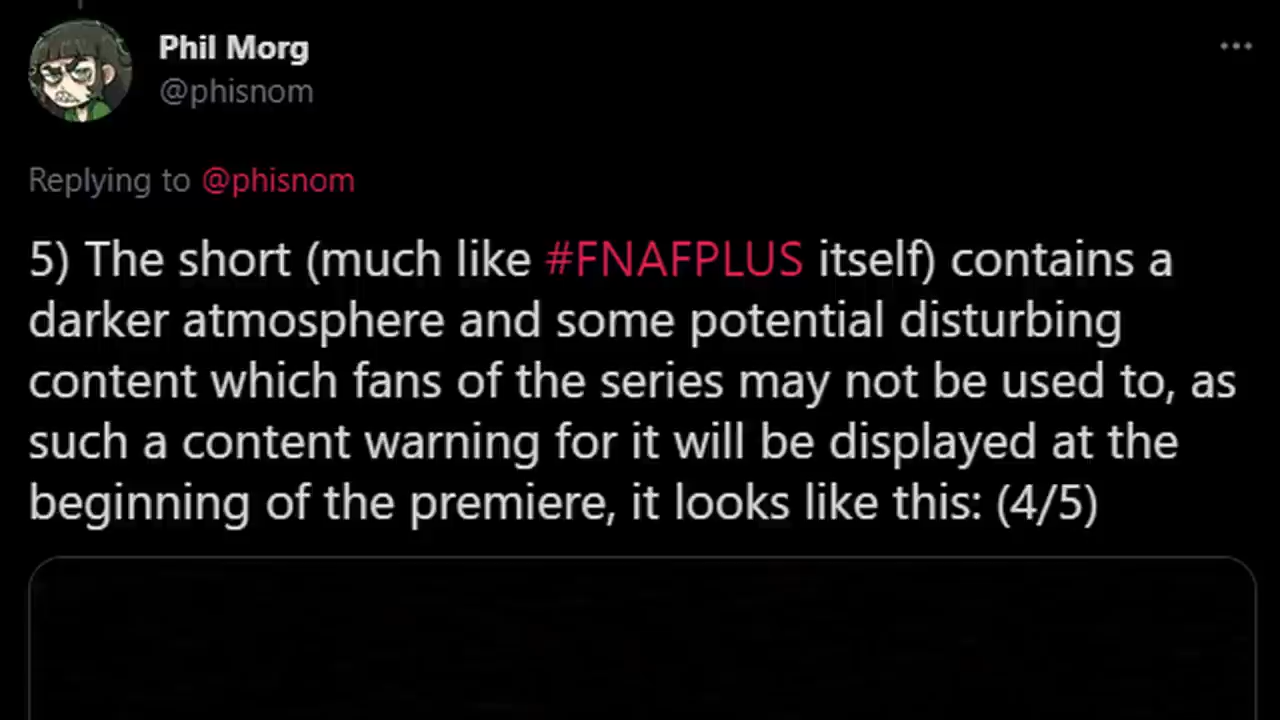 Phil Morg
@phisnom
Replying to @phisnom
5) The short (much like #FNAFPLUS itself) contains a
darker atmosphere and some potential disturbing
content which fans of the series may not be used to, as
such a content warning for it will be displayed at the
beginning of the premiere, it looks like this: (4/5)